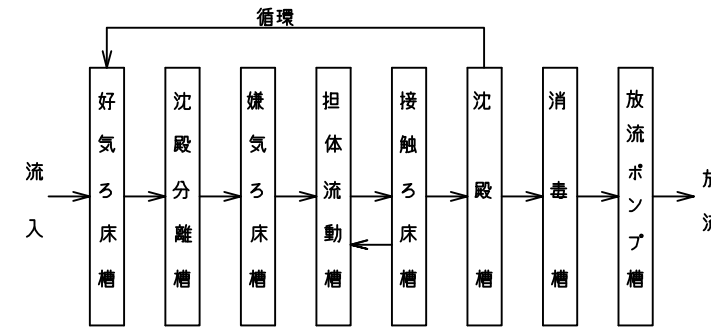 循環
流入
好気ろ床槽
沈殿分離槽
嫌気ろ床槽
担体流動槽
接触ろ床槽
沈殿槽
消毒槽
放流ポンプ槽
放流